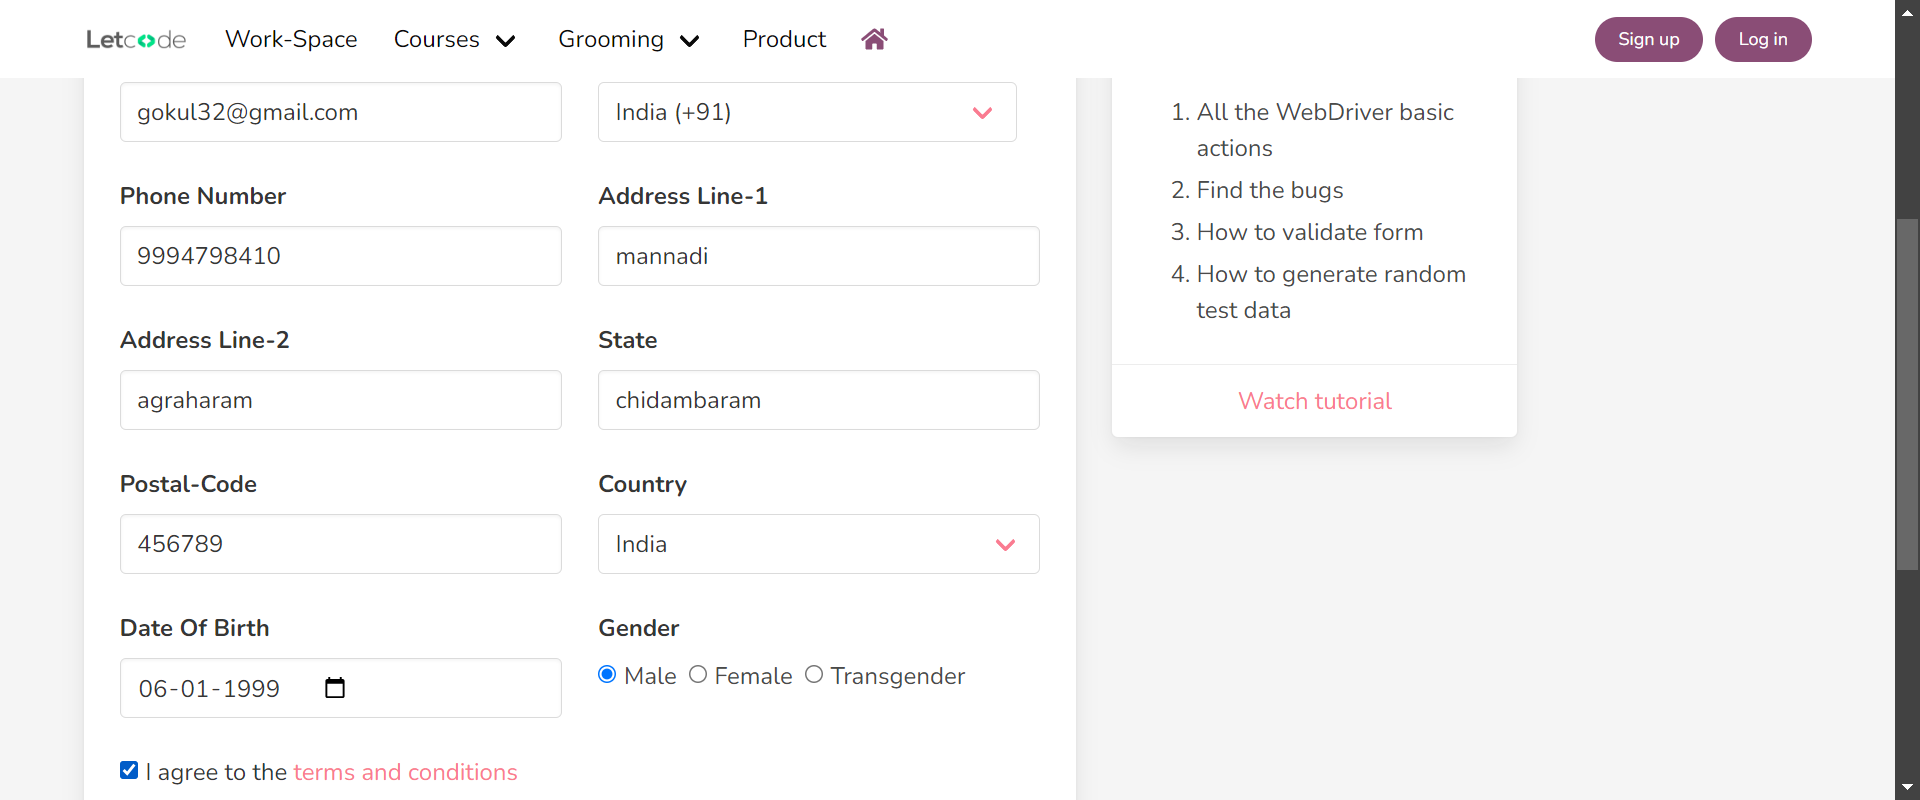 Letcode
Work-Space
Courses
Grooming
Product
Sign up
Log in
gokul32@gmail.com
India (+91)
Phone Number
Address Line-1
9994798410
mannadi
Address Line-2
State
agraharam
chidambaram
Postal-Code
Country
456789
India
Date Of Birth
Gender
06-01-1999
Male
Female
Transgender
I agree to the terms and conditions
1. All the WebDriver basic
actions
2. Find the bugs
3. How to validate form
4. How to generate random
test data
Watch tutorial